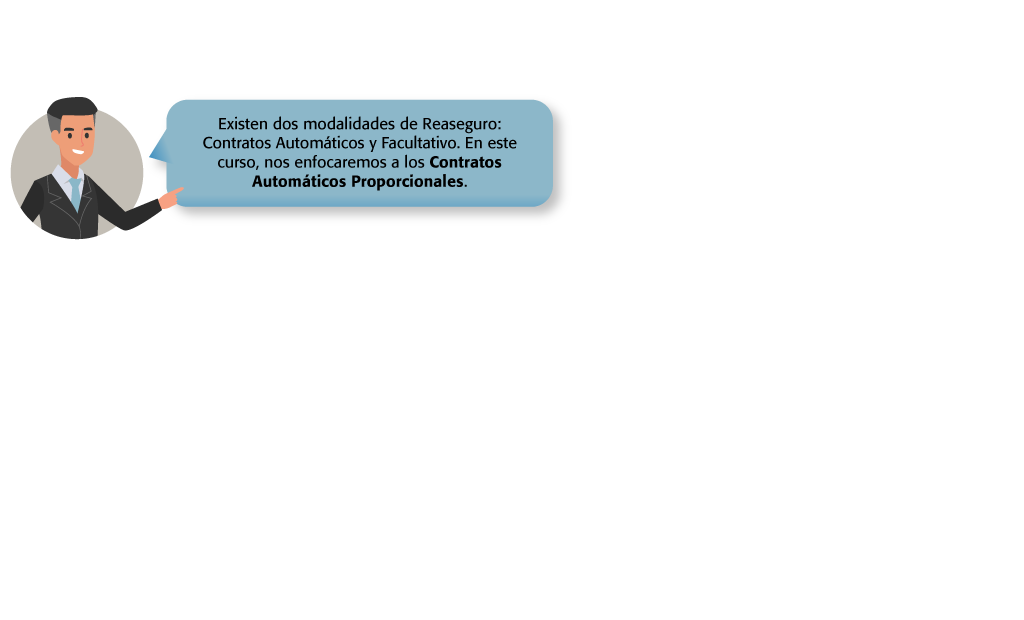 Existen dos modalidades de Reaseguro:
Contratos Automáticos y Facultativo. En este
curso, nos enfocaremos a los Contratos
Automáticos Proporcionales.